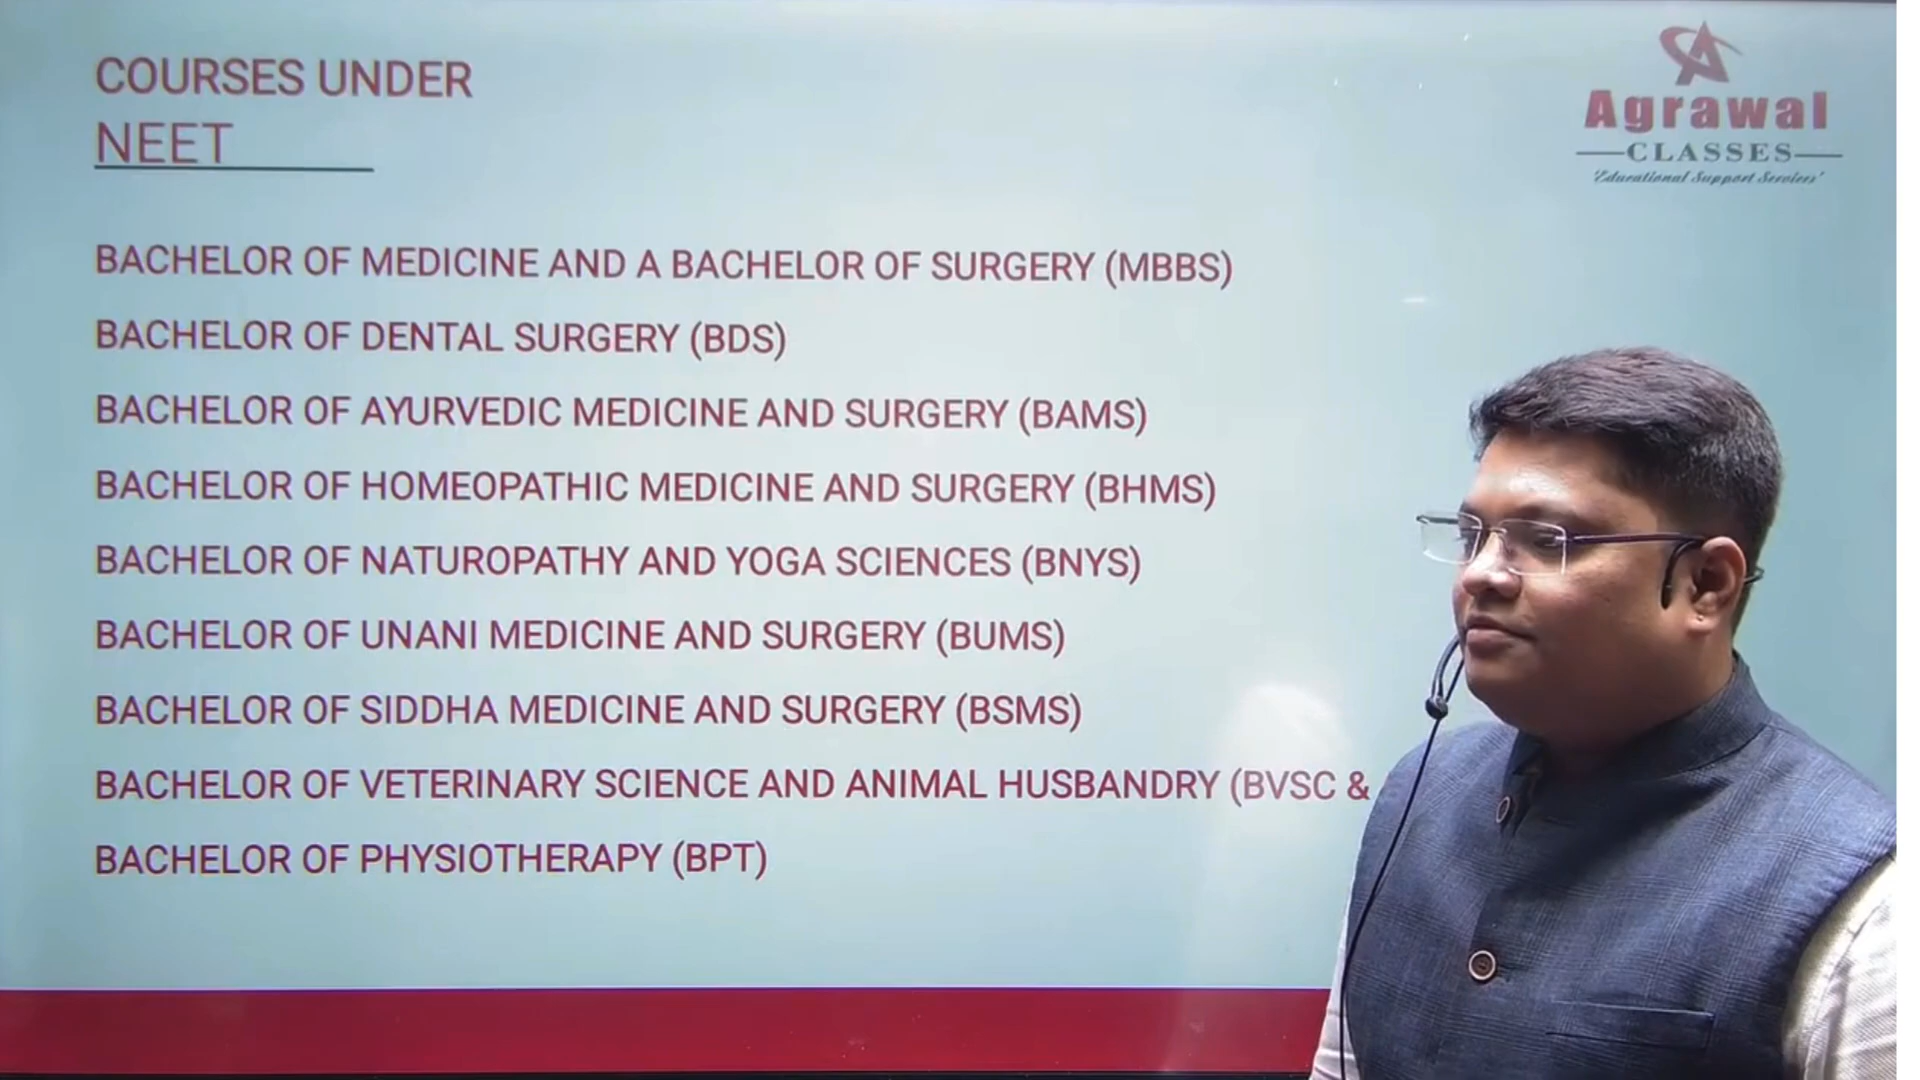 COURSES UNDER
NEET
Agrawal
CLASSES
'Educational Support Services'
BACHELOR OF MEDICINE AND A BACHELOR OF SURGERY (MBBS)
BACHELOR OF DENTAL SURGERY (BDS)
BACHELOR OF AYURVEDIC MEDICINE AND SURGERY (BAMS)
BACHELOR OF HOMEOPATHIC MEDICINE AND SURGERY (BHMS)
BACHELOR OF NATUROPATHY AND YOGA SCIENCES (BNYS)
BACHELOR OF UNANI MEDICINE AND SURGERY (BUMS)
BACHELOR OF SIDDHA MEDICINE AND SURGERY (BSMS)
BACHELOR OF VETERINARY SCIENCE AND ANIMAL HUSBANDRY (BVSC &
BACHELOR OF PHYSIOTHERAPY (BPT)